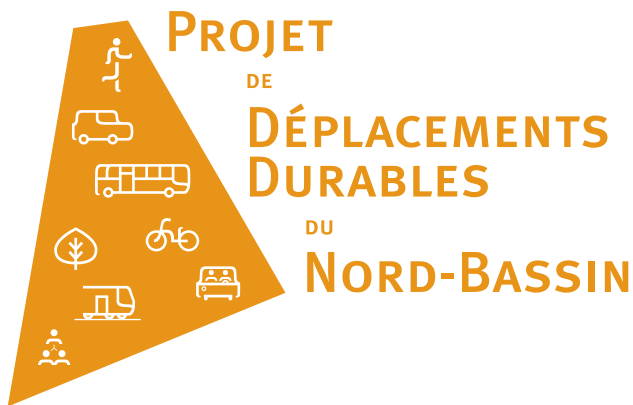 Projet
de
Déplacements
Durables
du
Nord-Bassin